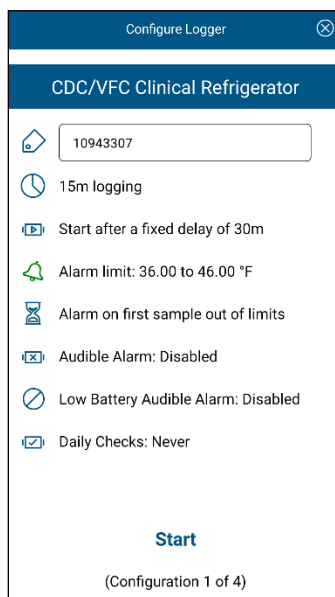 Configure Logger
CDC/VFC Clinical Refrigerator
10943307
15m logging
Start after a fixed delay of 30m
Alarm limit: 36.00 to 46.00 °F
Alarm on first sample out of limits
Audible Alarm: Disabled
Low Battery Audible Alarm: Disabled
Daily Checks: Never
Start
(Configuration 1 of 4)